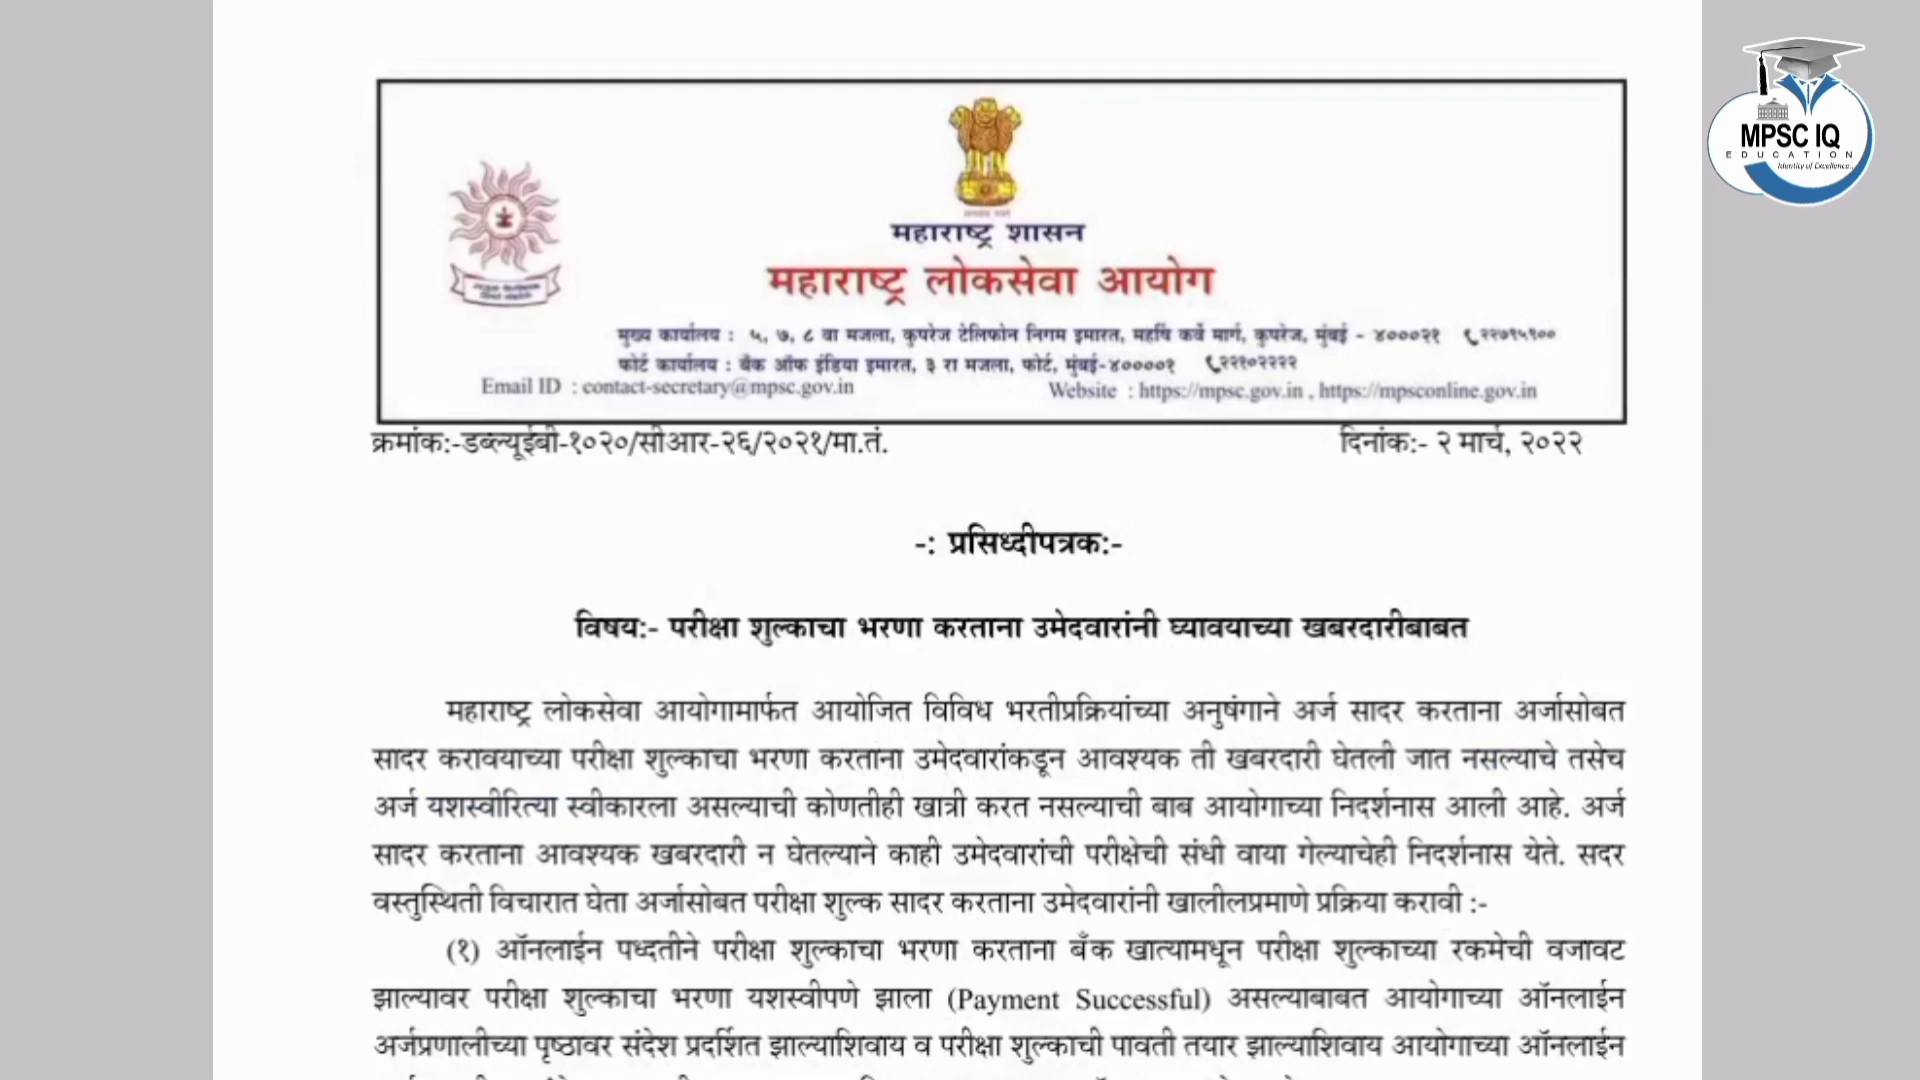 महाराष्ट्र शासन
महाराष्ट्र लोकसेवा आयोग
मुख्य कार्यालय : ५, ७, ८ वा मजला, कुपरेज टेलिफोन निगम इमारत, महर्षि कर्वे मार्ग, कुपरेज, मुंबई - ४०००२१ २२७९५९००
फोर्ट कार्यालय : बँक ऑफ इंडिया इमारत, ३ रा मजला, फोर्ट, मुंबई-४००००१ २२१०२२२२
Email ID : contact-secretary@mpsc.gov.in
Website : https://mpsc.gov.in , https://mpsconline.gov.in
क्रमांक:-डब्ल्यूईबी-१०२०/सीआर-२६/२०२१/मा.तं.
दिनांक:- २ मार्च, २०२२
-: प्रसिध्दीपत्रक:-
विषय:- परीक्षा शुल्काचा भरणा करताना उमेदवारांनी घ्यावयाच्या खबरदारीबाबत
महाराष्ट्र लोकसेवा आयोगामार्फत आयोजित विविध भरतीप्रक्रियांच्या अनुषंगाने अर्ज सादर करताना अर्जासोबत
सादर करावयाच्या परीक्षा शुल्काचा भरणा करताना उमेदवारांकडून आवश्यक ती खबरदारी घेतली जात नसल्याचे तसेच
अर्ज यशस्वीरित्या स्वीकारला असल्याची कोणतीही खात्री करत नसल्याची बाब आयोगाच्या निदर्शनास आली आहे. अर्ज
सादर करताना आवश्यक खबरदारी न घेतल्याने काही उमेदवारांची परीक्षेची संधी वाया गेल्याचेही निदर्शनास येते. सदर
वस्तुस्थिती विचारात घेता अर्जासोबत परीक्षा शुल्क सादर करताना उमेदवारांनी खालीलप्रमाणे प्रक्रिया करावी :-
(१) ऑनलाईन पध्दतीने परीक्षा शुल्काचा भरणा करताना बँक खात्यामधून परीक्षा शुल्काच्या रकमेची वजावट
झाल्यावर परीक्षा शुल्काचा भरणा यशस्वीपणे झाला (Payment Successful) असल्याबाबत आयोगाच्या ऑनलाईन
अर्जप्रणालीच्या पृष्ठावर संदेश प्रदर्शित झाल्याशिवाय व परीक्षा शुल्काची पावती तयार झाल्याशिवाय आयोगाच्या ऑनलाईन
MPSC IQ
EDUCATION
Identity of Excellence...